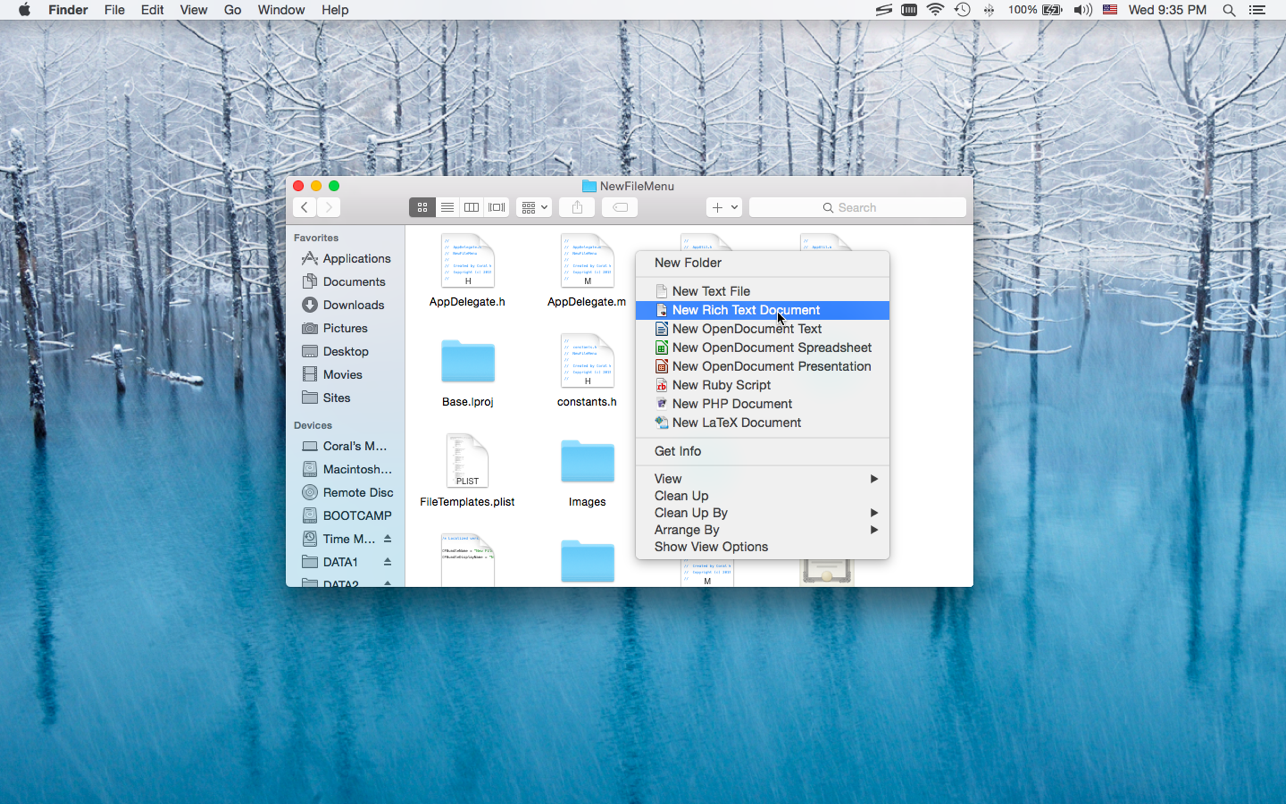 Finder File Edit View Go Window Help
100% Wed 9:35 PM
NewFileMenu
Search
Favorites
Applications
Documents
Downloads
Pictures
Desktop
Movies
Sites
Devices
Coral's M...
Macintosh...
Remote Disc
BOOTCAMP
Time M...
DATA1
DATA2
H
AppDelegate.h
M
AppDelegate.m
Base.lproj
H
constants.h
PLIST
FileTemplates.plist
Images
M
New Folder
New Text File
New Rich Text Document
New OpenDocument Text
New OpenDocument Spreadsheet
New OpenDocument Presentation
New Ruby Script
New PHP Document
New LaTeX Document
Get Info
View
Clean Up
Clean Up By
Arrange By
Show View Options